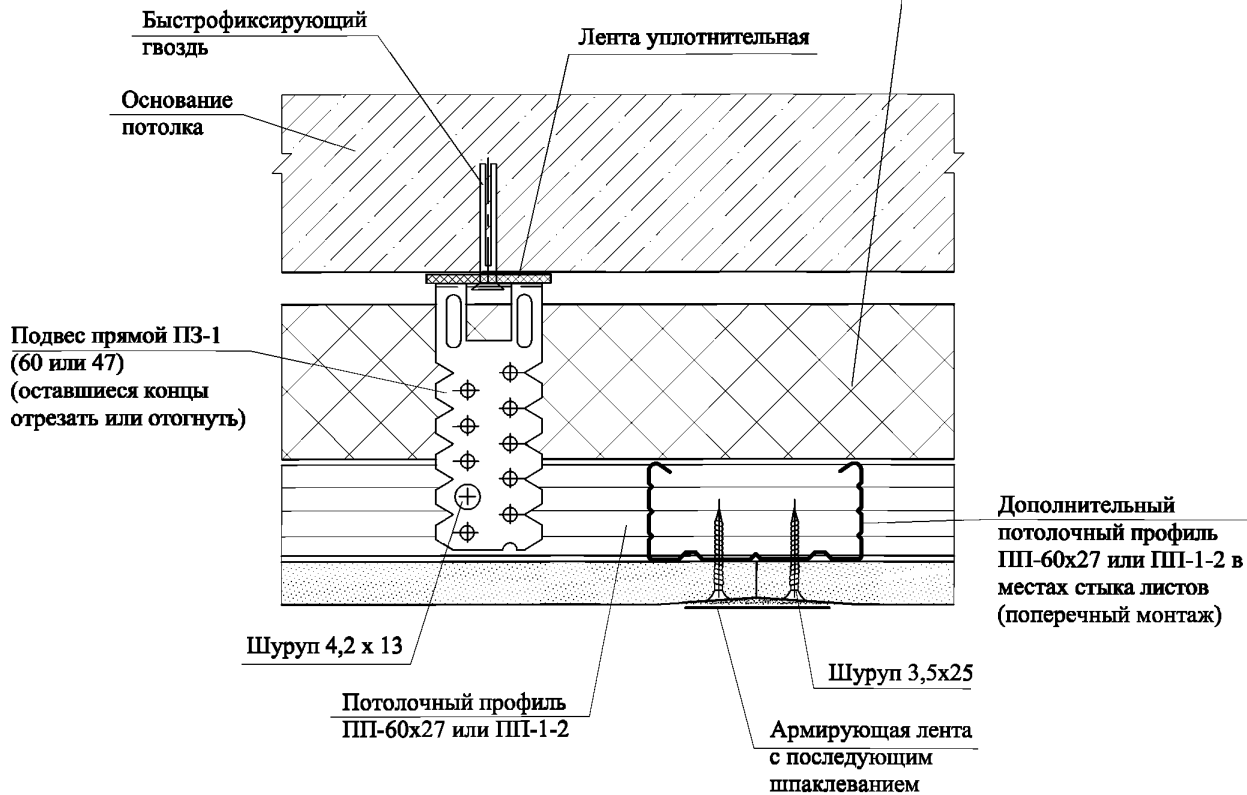 Быстрофиксирующий
гвоздь
Лента уплотнительная
Основание
потолка
Подвес прямой ПЗ-1
(60 или 47)
(оставшиеся концы
отрезать или отогнуть)
Дополнительный
потолочный профиль
ПП-60х27 или ПП-1-2 в
местах стыка листов
(поперечный монтаж)
Шуруп 4,2 х 13
Шуруп 3,5х25
Потолочный профиль
ПП-60х27 или ПП-1-2
Армирующая лента
с последующим
шпаклеванием